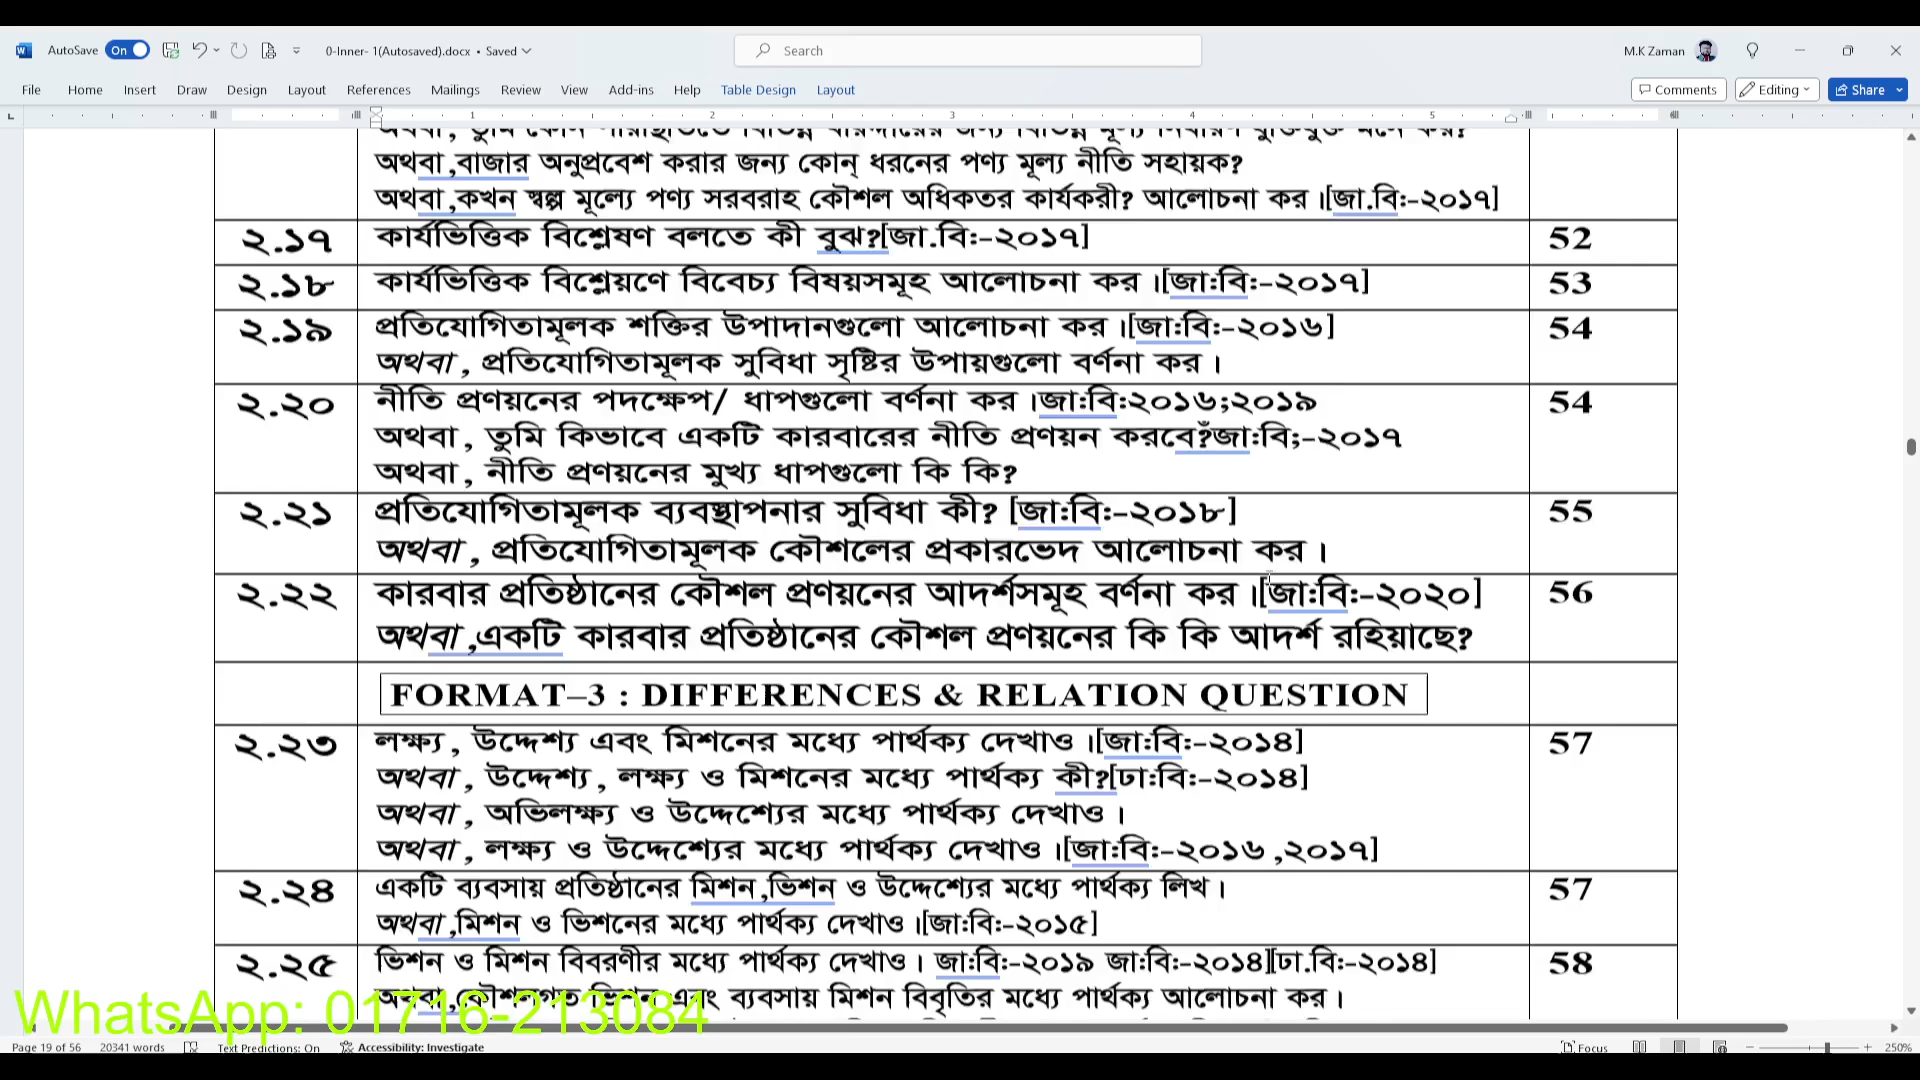 AutoSave On 0-Inner- 1(Autosaved).docx • Saved Search M.K Zaman
File Home Insert Draw Design Layout References Mailings Review View Add-ins Help Table Design Layout Comments Editing Share
1 2 3 4 5
অথবা ,বাজার অনুপ্রবেশ করার জন্য কোন্ ধরনের পণ্য মূল্য নীতি সহায়ক?
অথবা ,কখন স্বল্প মূল্যে পণ্য সরবরাহ কৌশল অধিকতর কার্যকরী? আলোচনা কর।[জা.বি:-২০১৭]
২.১৭ কার্যভিত্তিক বিশ্লেষণ বলতে কী বুঝ?[জা.বি:-২০১৭] 52
২.১৮ কার্যভিত্তিক বিশ্লেয়ণে বিবেচ্য বিষয়সমূহ আলোচনা কর।[জা:বি:-২০১৭] 53
২.১৯ প্রতিযোগিতামূলক শক্তির উপাদানগুলো আলোচনা কর।[জা:বি:-২০১৬] 54
অথবা, প্রতিযোগিতামূলক সুবিধা সৃষ্টির উপায়গুলো বর্ণনা কর।
২.২০ নীতি প্রণয়নের পদক্ষেপ/ ধাপগুলো বর্ণনা কর।জা:বি:২০১৬;২০১৯ 54
অথবা, তুমি কিভাবে একটি কারবারের নীতি প্রণয়ন করবে?জা:বি;-২০১৭
অথবা, নীতি প্রণয়নের মুখ্য ধাপগুলো কি কি?
২.২১ প্রতিযোগিতামূলক ব্যবস্থাপনার সুবিধা কী? [জা:বি:-২০১৮] 55
অথবা, প্রতিযোগিতামূলক কৌশলের প্রকারভেদ আলোচনা কর।
২.২২ কারবার প্রতিষ্ঠানের কৌশল প্রণয়নের আদর্শসমূহ বর্ণনা কর।[জা:বি:-২০২০] 56
অথবা ,একটি কারবার প্রতিষ্ঠানের কৌশল প্রণয়নের কি কি আদর্শ রহিয়াছে?
FORMAT–3 : DIFFERENCES & RELATION QUESTION
২.২৩ লক্ষ্য, উদ্দেশ্য এবং মিশনের মধ্যে পার্থক্য দেখাও।[জা:বি:-২০১৪] 57
অথবা, উদ্দেশ্য, লক্ষ্য ও মিশনের মধ্যে পার্থক্য কী?[ঢা:বি:-২০১৪]
অথবা, অভিলক্ষ্য ও উদ্দেশ্যের মধ্যে পার্থক্য দেখাও।
অথবা, লক্ষ্য ও উদ্দেশ্যের মধ্যে পার্থক্য দেখাও।[জা:বি:-২০১৬,২০১৭]
২.২৪ একটি ব্যবসায় প্রতিষ্ঠানের মিশন,ভিশন ও উদ্দেশ্যের মধ্যে পার্থক্য লিখ। 57
অথবা ,মিশন ও ভিশনের মধ্যে পার্থক্য দেখাও।[জা:বি:-২০১৫]
২.২৫ ভিশন ও মিশন বিবরণীর মধ্যে পার্থক্য দেখাও। জা:বি:-২০১৯ জা:বি:-২০১৪][ঢা.বি:-২০১৪] 58
অথবা ,কৌশলগত ভিশন এবং ব্যবসায় মিশন বিবৃতির মধ্যে পার্থক্য আলোচনা কর।
WhatsApp: 01716-213084
Page 19 of 56 20341 words Text Predictions: On Accessibility: Investigate Focus 250%